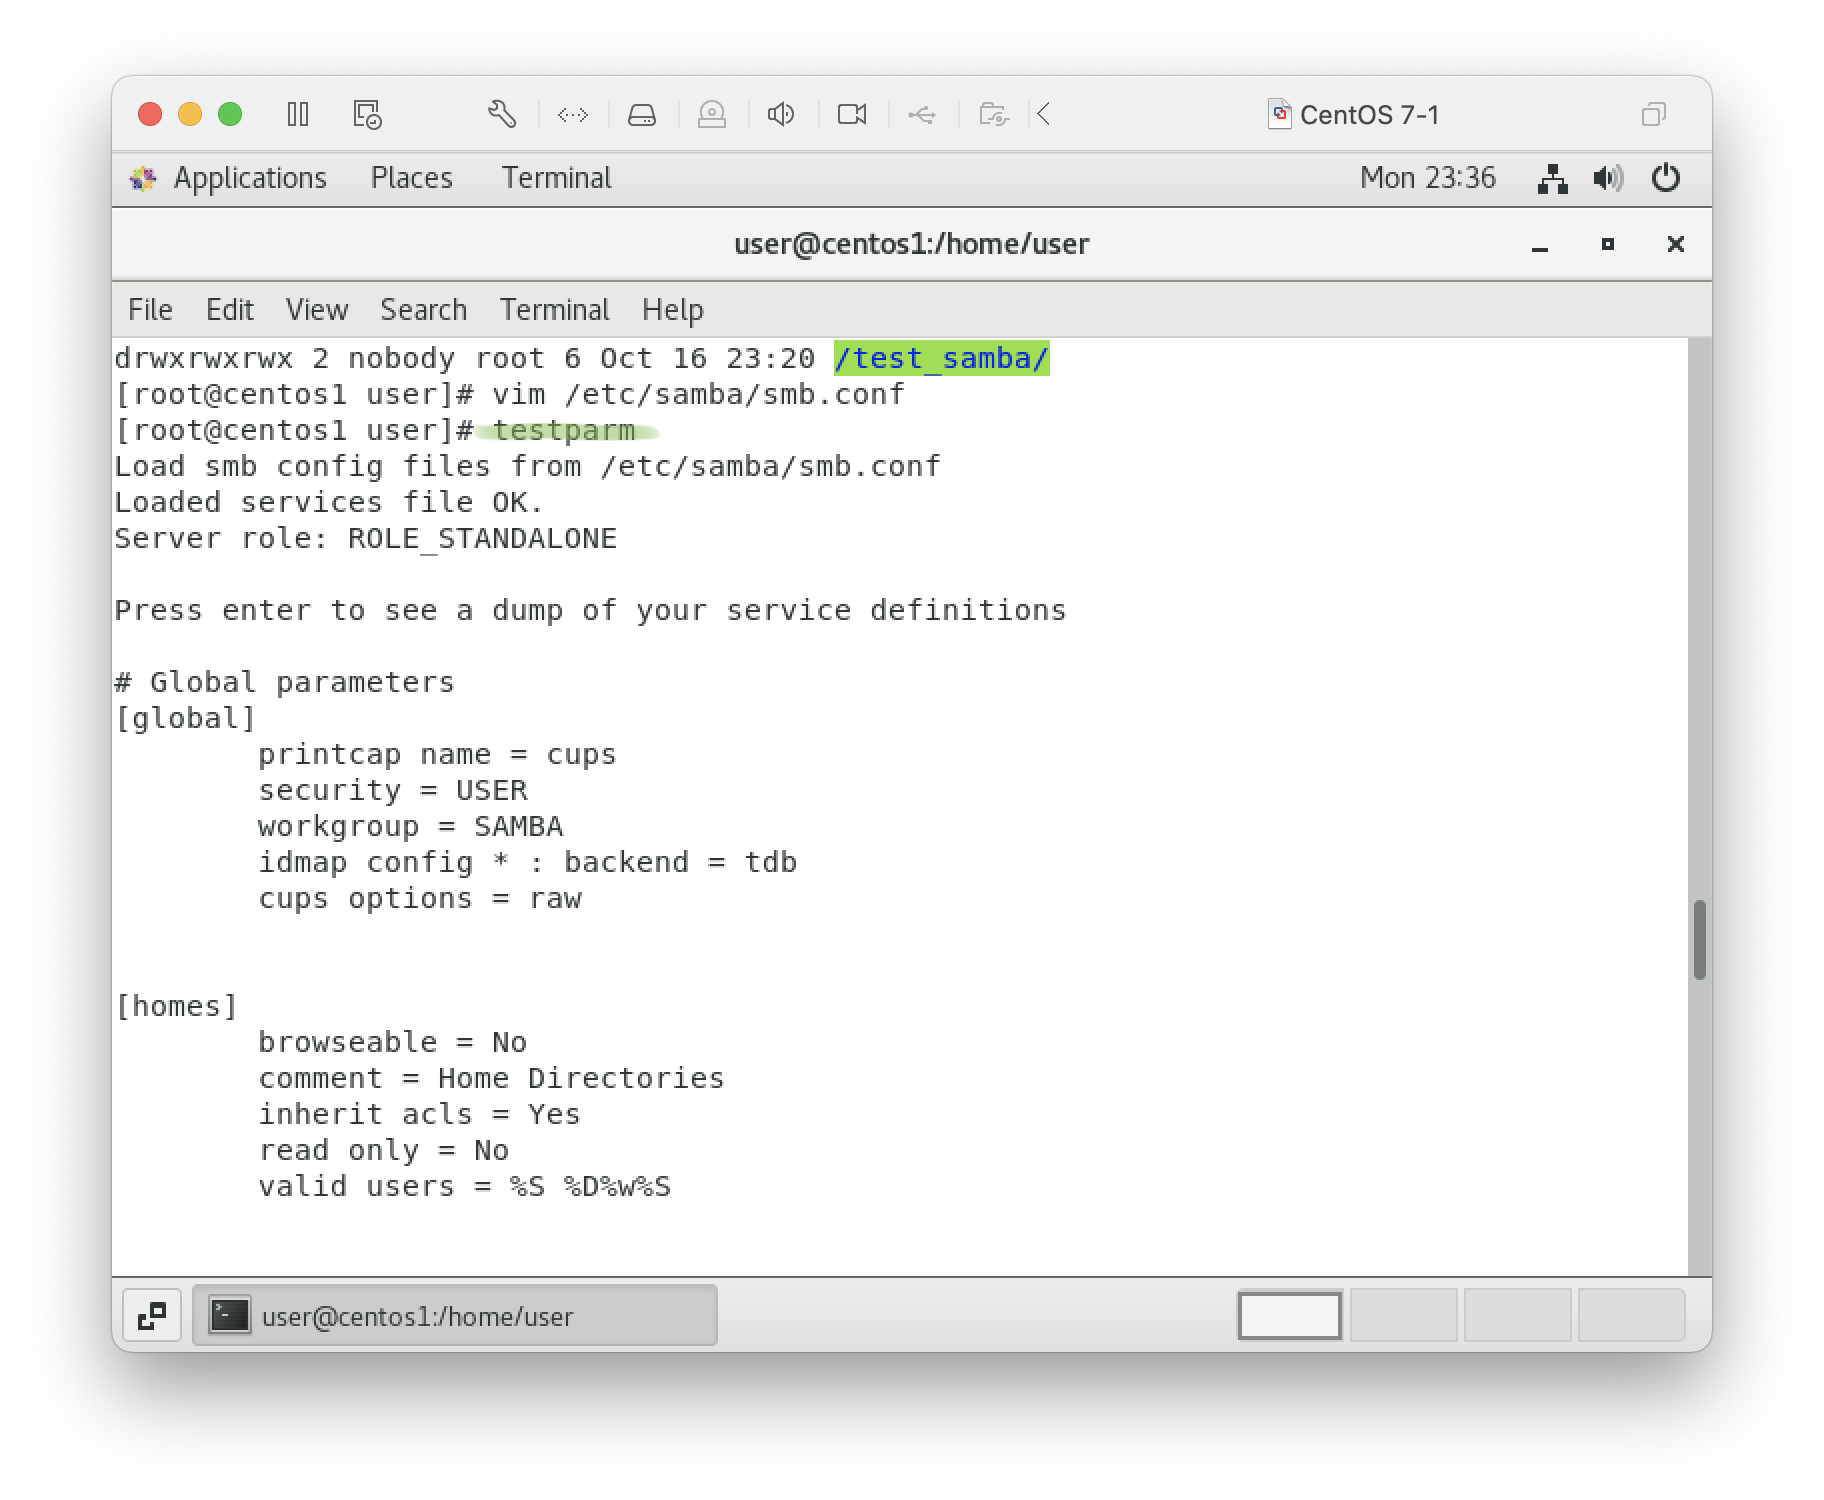 CentOS 7-1
Applications Places Terminal Mon 23:36
user@centos1:/home/user
File Edit View Search Terminal Help
drwxrwxrwx 2 nobody root 6 Oct 16 23:20 /test_samba/
[root@centos1 user]# vim /etc/samba/smb.conf
[root@centos1 user]# testparm
Load smb config files from /etc/samba/smb.conf
Loaded services file OK.
Server role: ROLE_STANDALONE
Press enter to see a dump of your service definitions
# Global parameters
[global]
printcap name = cups
security = USER
workgroup = SAMBA
idmap config * : backend = tdb
cups options = raw
[homes]
browseable = No
comment = Home Directories
inherit acls = Yes
read only = No
valid users = %S %D%w%S
user@centos1:/home/user